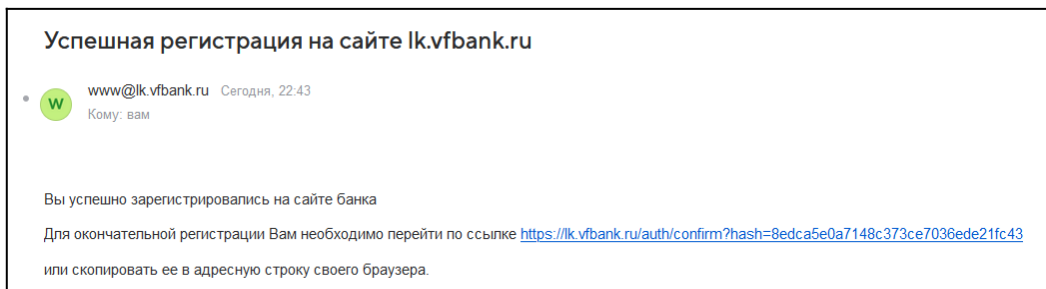 Успешная регистрация на сайте lk.vfbank.ru
www@lk.vfbank.ru Сегодня, 22:43
W
Кому: вам
Вы успешно зарегистрировались на сайте банка
Для окончательной регистрации Вам необходимо перейти по ссылке https://lk.vfbank.ru/auth/confirm?hash=8edca5e0a7148c373ce7036ede21fc43
или скопировать ее в адресную строку своего браузера.